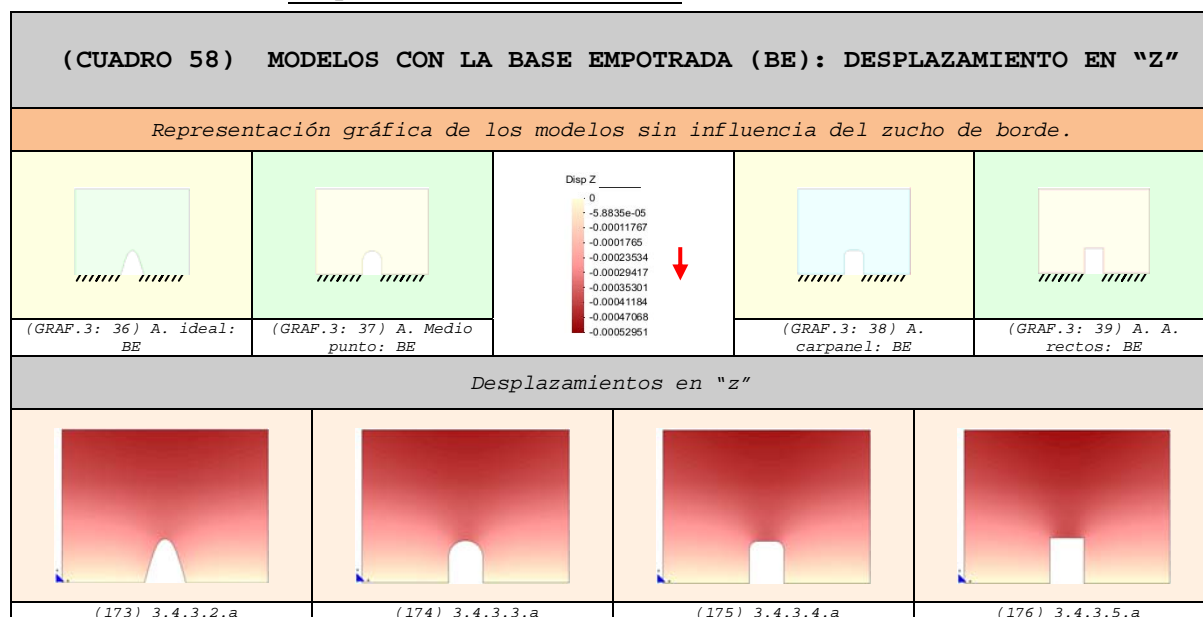 (CUADRO 58) MODELOS CON LA BASE EMPOTRADA (BE): DESPLAZAMIENTO EN “Z”
Representación gráfica de los modelos sin influencia del zucho de borde.
Disp Z
0
-5.8835e-05
-0.00011767
-0.0001765
-0.00023534
-0.00029417
-0.00035301
-0.00041184
-0.00047068
-0.00052951
(GRAF.3: 36) A. ideal:
BE
(GRAF.3: 37) A. Medio
punto: BE
(GRAF.3: 38) A.
carpanel: BE
(GRAF.3: 39) A. A.
rectos: BE
Desplazamientos en “z”
(173) 3.4.3.2.a
(174) 3.4.3.3.a
(175) 3.4.3.4.a
(176) 3.4.3.5.a